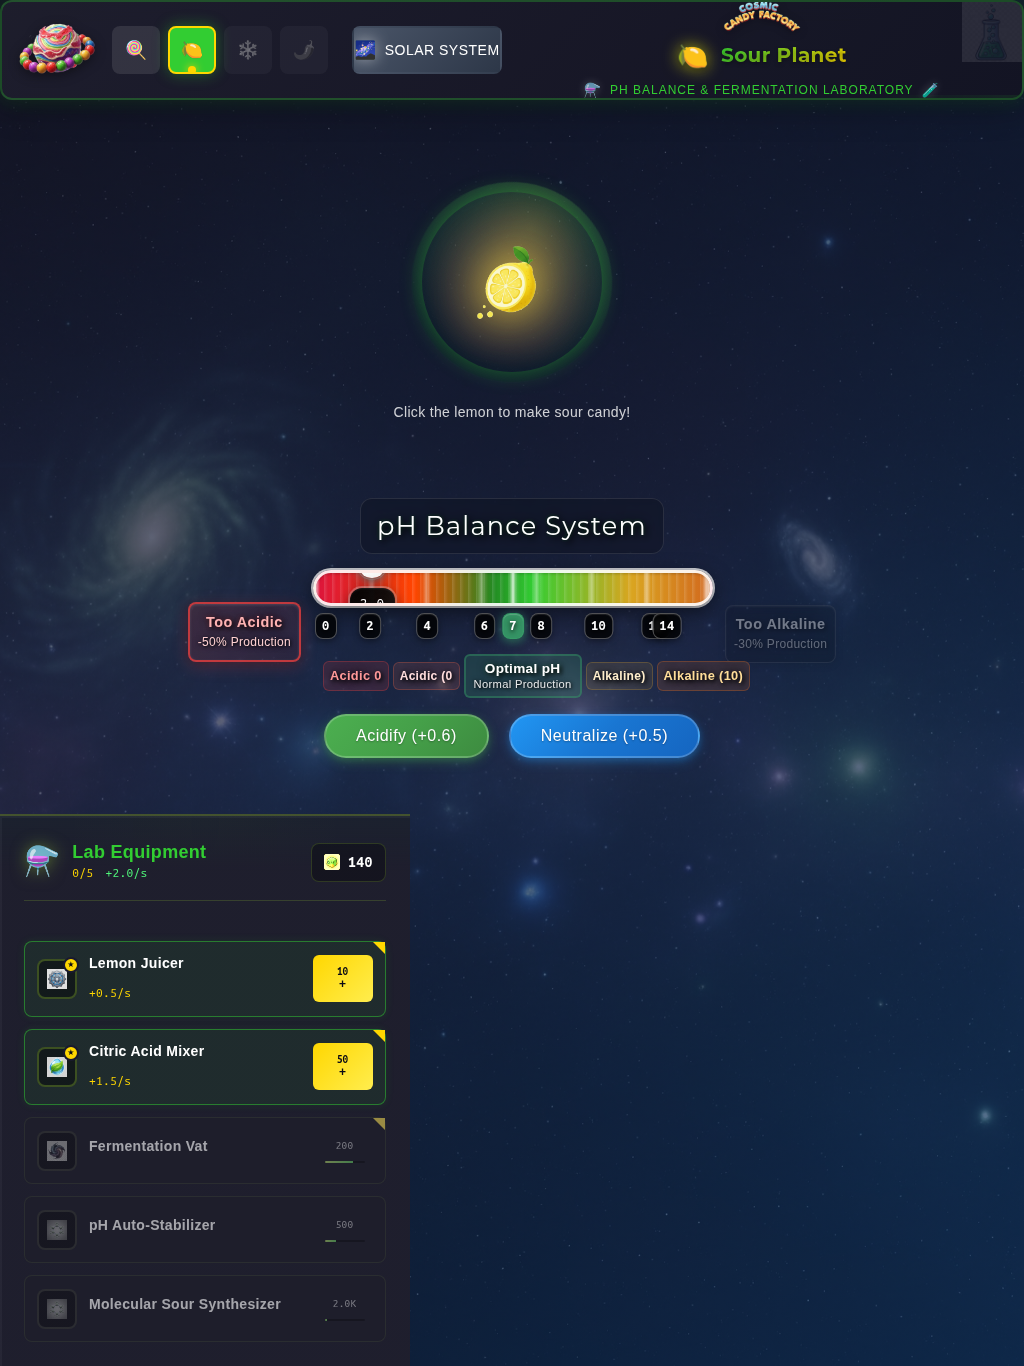 SOLAR SYSTEM
COSMIC
CANDY FACTORY
Sour Planet
PH BALANCE & FERMENTATION LABORATORY
Click the lemon to make sour candy!
pH Balance System
0
2
4
6
7
8
10
14
Too Acidic
-50% Production
Too Alkaline
-30% Production
Acidic 0
Acidic (0
Optimal pH
Normal Production
Alkaline)
Alkaline (10)
Acidify (+0.6)
Neutralize (+0.5)
Lab Equipment
0/5 +2.0/s
140
Lemon Juicer
+0.5/s
10
+
Citric Acid Mixer
+1.5/s
50
+
Fermentation Vat
200
pH Auto-Stabilizer
500
Molecular Sour Synthesizer
2.0K